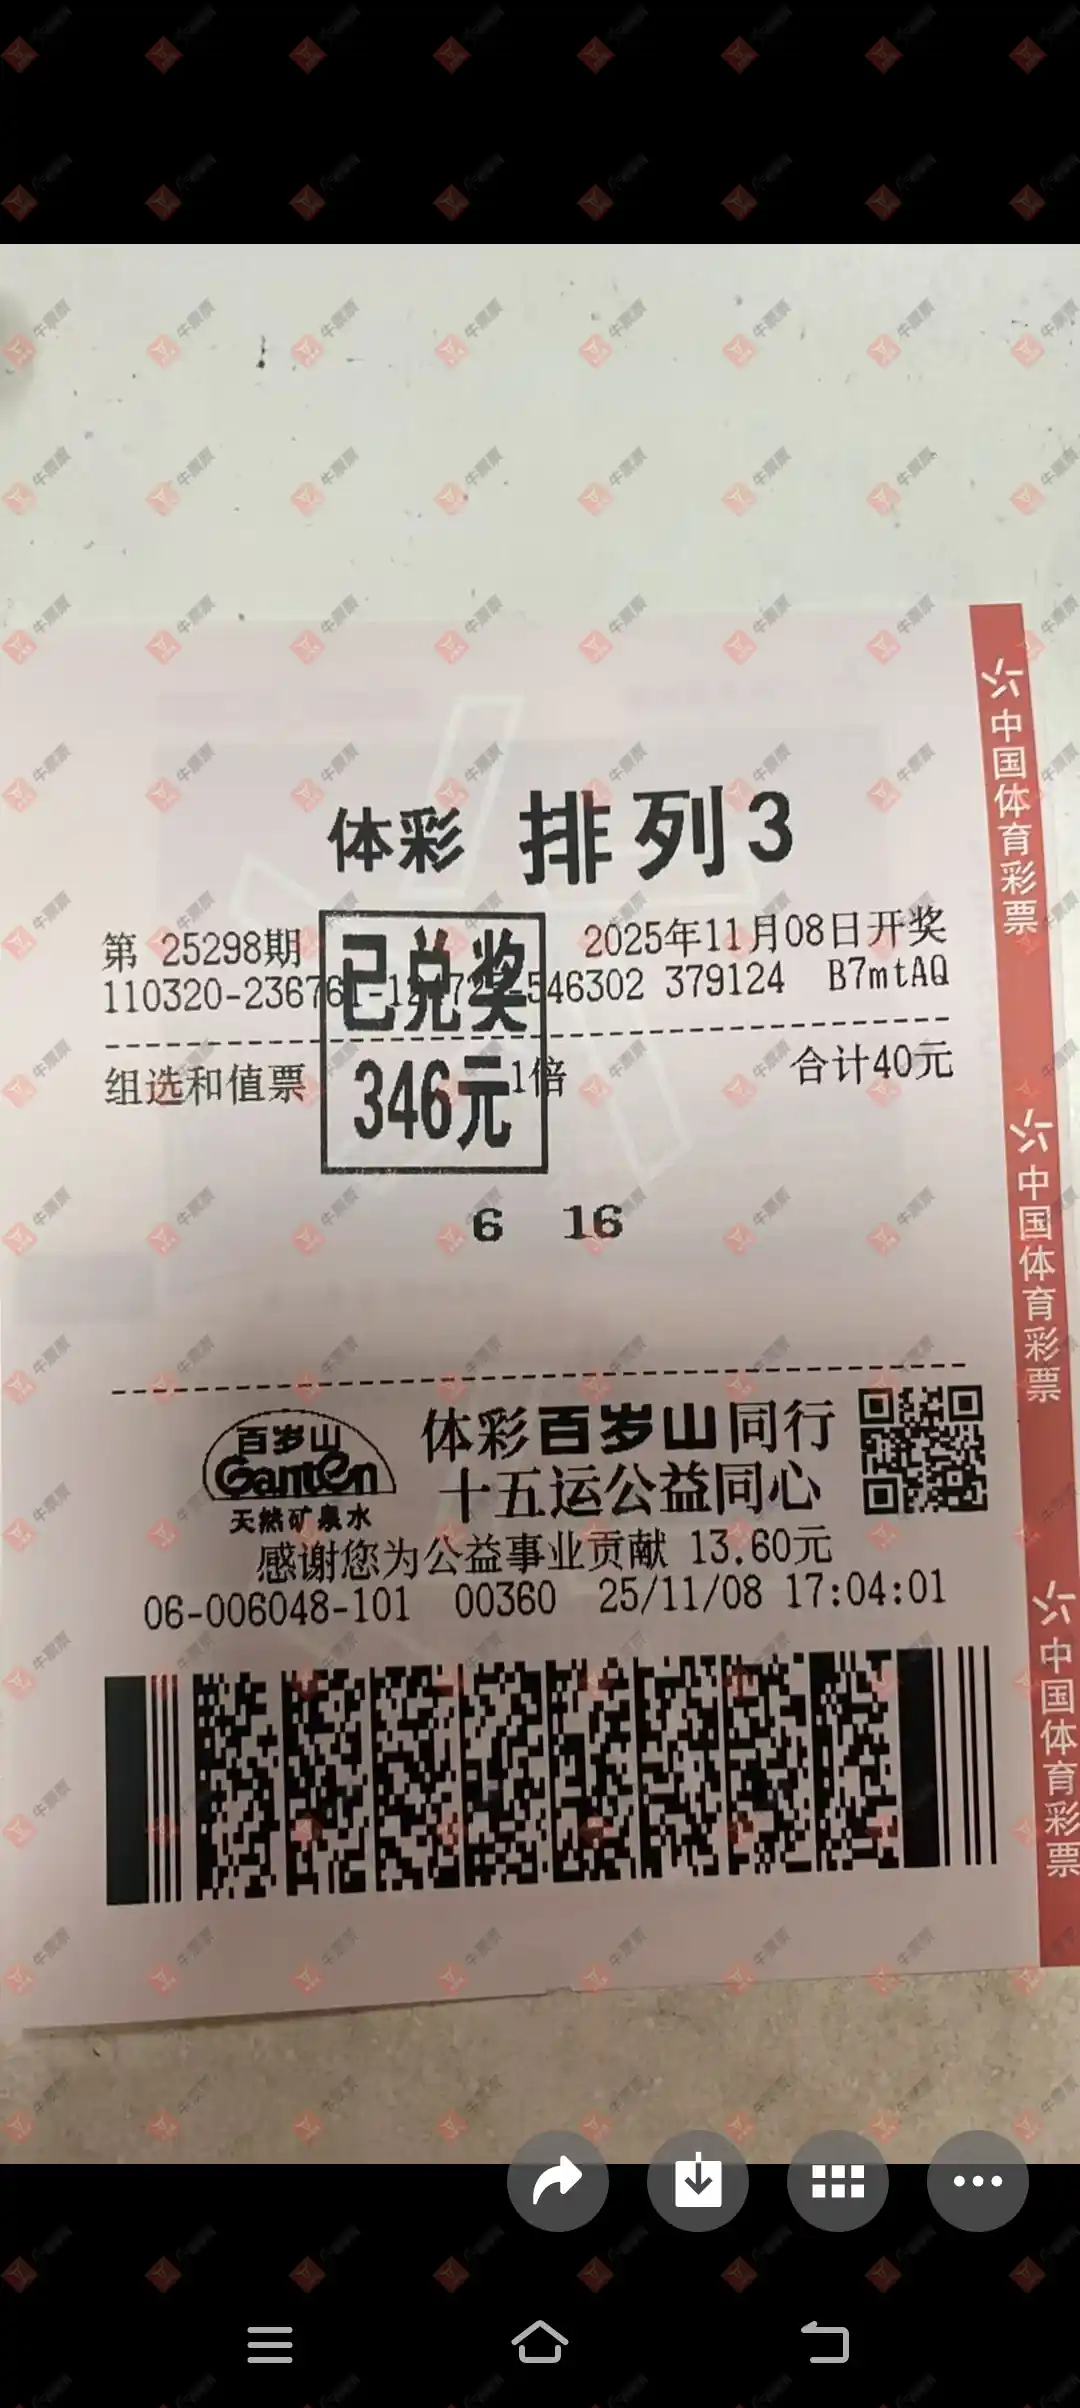 体彩 排列3
第 25298期 2025年11月08日开奖
已兑奖
546302 379124 B7mtAQ
组选和值票 1倍 合计40元
346元
6 16
百岁山
Ganten
天然矿泉水
体彩百岁山同行
十五运公益同心
感谢您为公益事业贡献 13.60元
06-006048-101 00360 25/11/08 17:04:01
中国体育彩票
中国体育彩票
中国体育彩票
牛票票